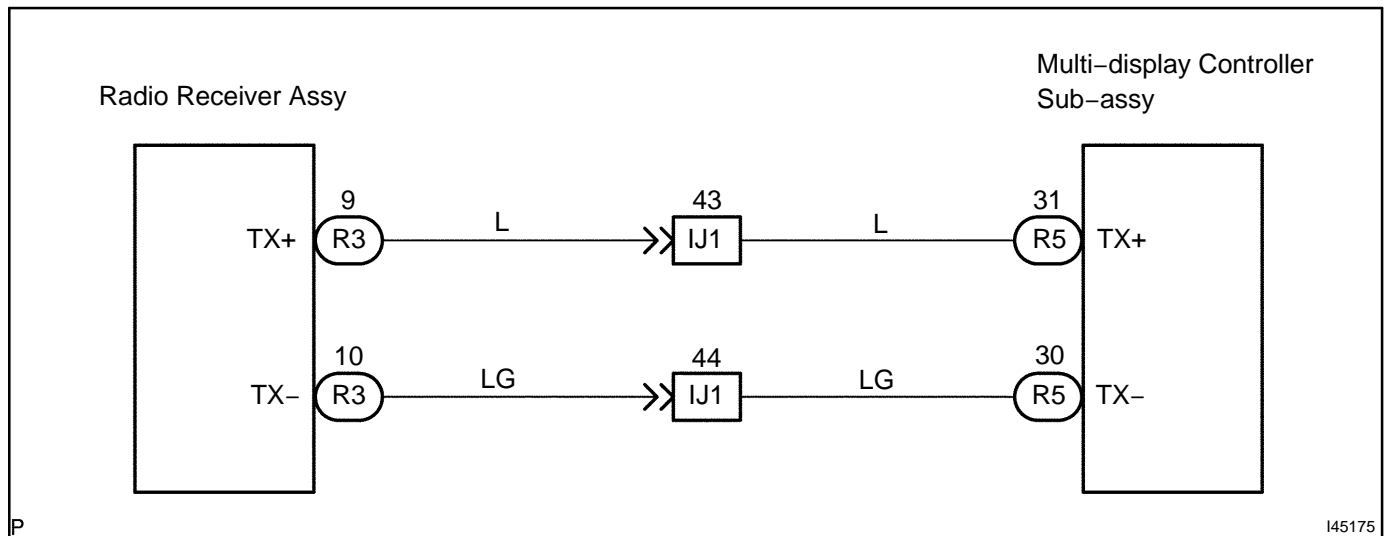 Multi−display Controller
Sub−assy
Radio Receiver Assy
9 43 31
TX+ R3 L IJ1 L R5 TX+
10 44 30
TX− R3 LG IJ1 LG R5 TX−
P I45175